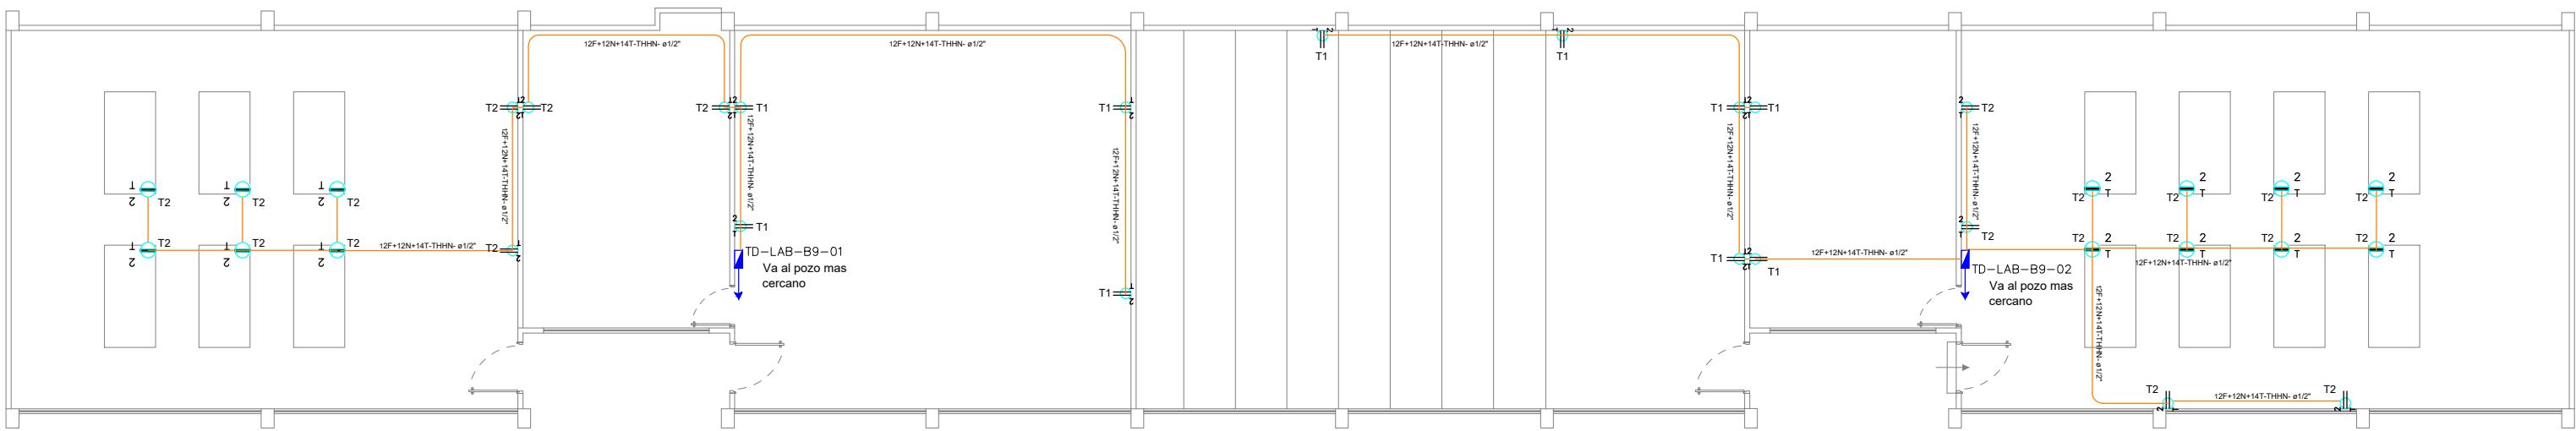 12F+12N+14T-THHN- ø1/2"
12F+12N+14T-THHN- ø1/2"
12F+12N+14T-THHN- ø1/2"
T1
T1
T2
T2
T2
T1
T1
T1
T1
T2
12F+12N+14T-THHN- ø1/2"
12F+12N+14T-THHN- ø1/2"
12F+12N+14T-THHN- ø1/2"
12F+12N+14T-THHN- ø1/2"
12F+12N+14T-THHN- ø1/2"
T2
T2
T2
T2
T2
T2
T2
T1
T2
T2
T2
T2
12F+12N+14T-THHN- ø1/2"
T2
T2
T2
T2
T2
TD-LAB-B9-01
Va al pozo mas
cercano
T1
T1
T1
12F+12N+14T-THHN- ø1/2"
TD-LAB-B9-02
Va al pozo mas
cercano
12F+12N+14T-THHN- ø1/2"
12F+12N+14T-THHN- ø1/2"
T2
12F+12N+14T-THHN- ø1/2"
T2